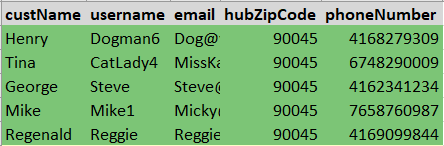 custName username email hubZipCode phoneNumber
Henry Dogman6 Dog@ 90045 4168279309
Tina CatLady4 MissKa 90045 6748290009
George Steve Steve@ 90045 4162341234
Mike Mike1 Micky@ 90045 7658760987
Regenald Reggie Reggie 90045 4169099844